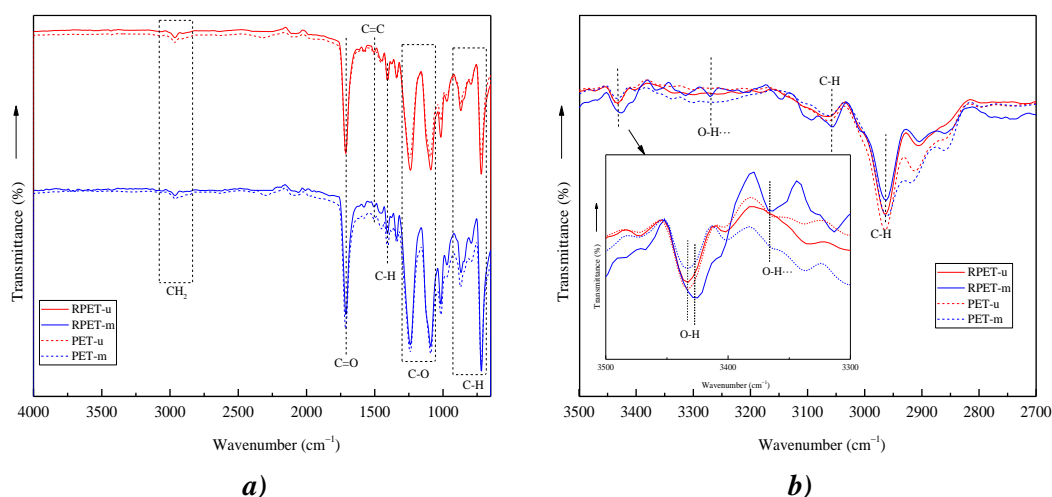 C=C
CH2
C-H
C=O
C-O
C-H
RPET-u
RPET-m
PET-u
PET-m
Transmittance (%)
4000 3500 3000 2500 2000 1500 1000
Wavenumber (cm−1)
a)
C-H
O-H···
C-H
O-H···
O-H
Transmittance (%)
3500 3400 3300
Wavenumber (cm−1)
RPET-u
RPET-m
PET-u
PET-m
Transmittance (%)
3500 3400 3300 3200 3100 3000 2900 2800 2700
Wavenumber (cm−1)
b)